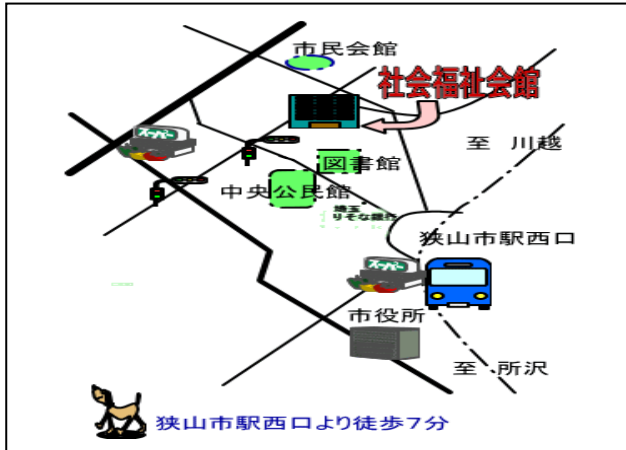 市民会館
社会福祉会館
スーパー
至 川越
図書館
中央公民館
埼玉
りそな銀行
狭山市駅西口
スーパー
市役所
至 所沢
狭山市駅西口より徒歩7分